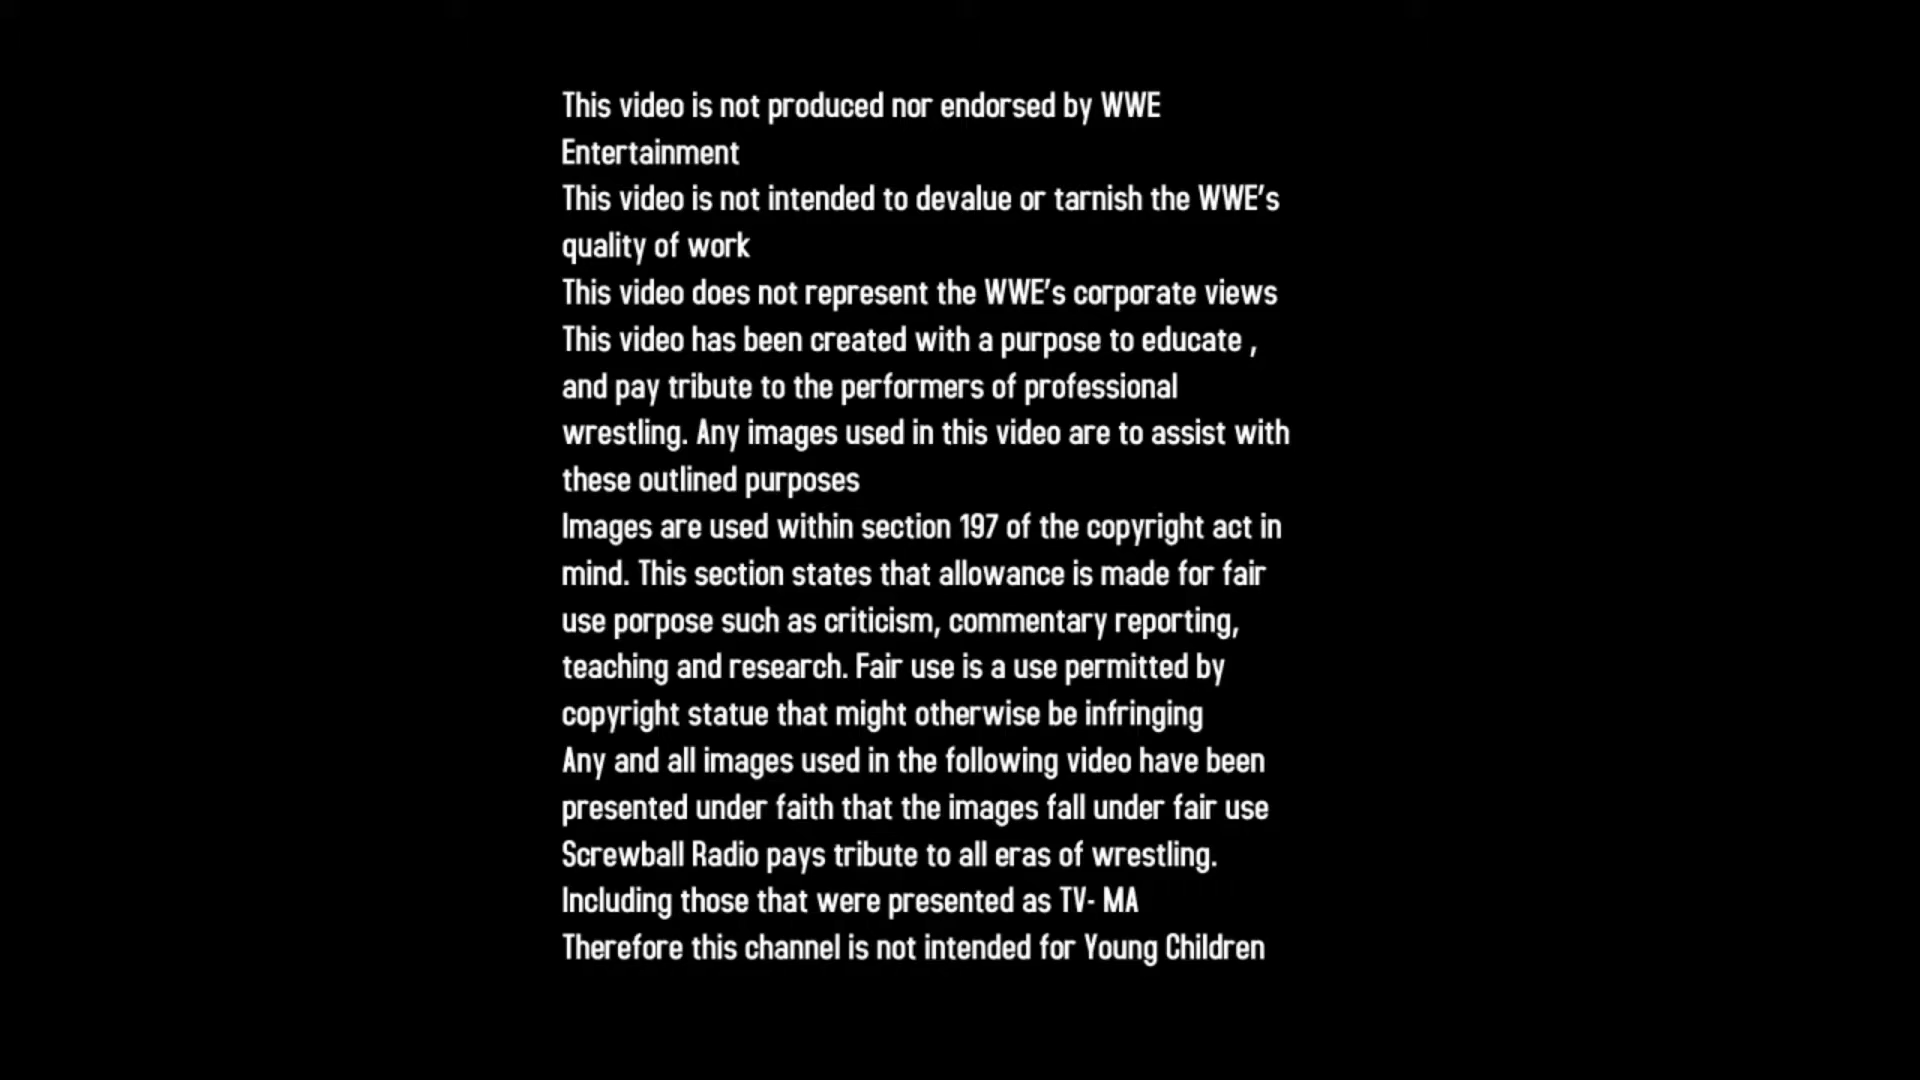 This video is not produced nor endorsed by WWE
Entertainment
This video is not intended to devalue or tarnish the WWE's
quality of work
This video does not represent the WWE's corporate views
This video has been created with a purpose to educate ,
and pay tribute to the performers of professional
wrestling. Any images used in this video are to assist with
these outlined purposes
Images are used within section 197 of the copyright act in
mind. This section states that allowance is made for fair
use porpose such as criticism, commentary reporting,
teaching and research. Fair use is a use permitted by
copyright statue that might otherwise be infringing
Any and all images used in the following video have been
presented under faith that the images fall under fair use
Screwball Radio pays tribute to all eras of wrestling.
Including those that were presented as TV- MA
Therefore this channel is not intended for Young Children